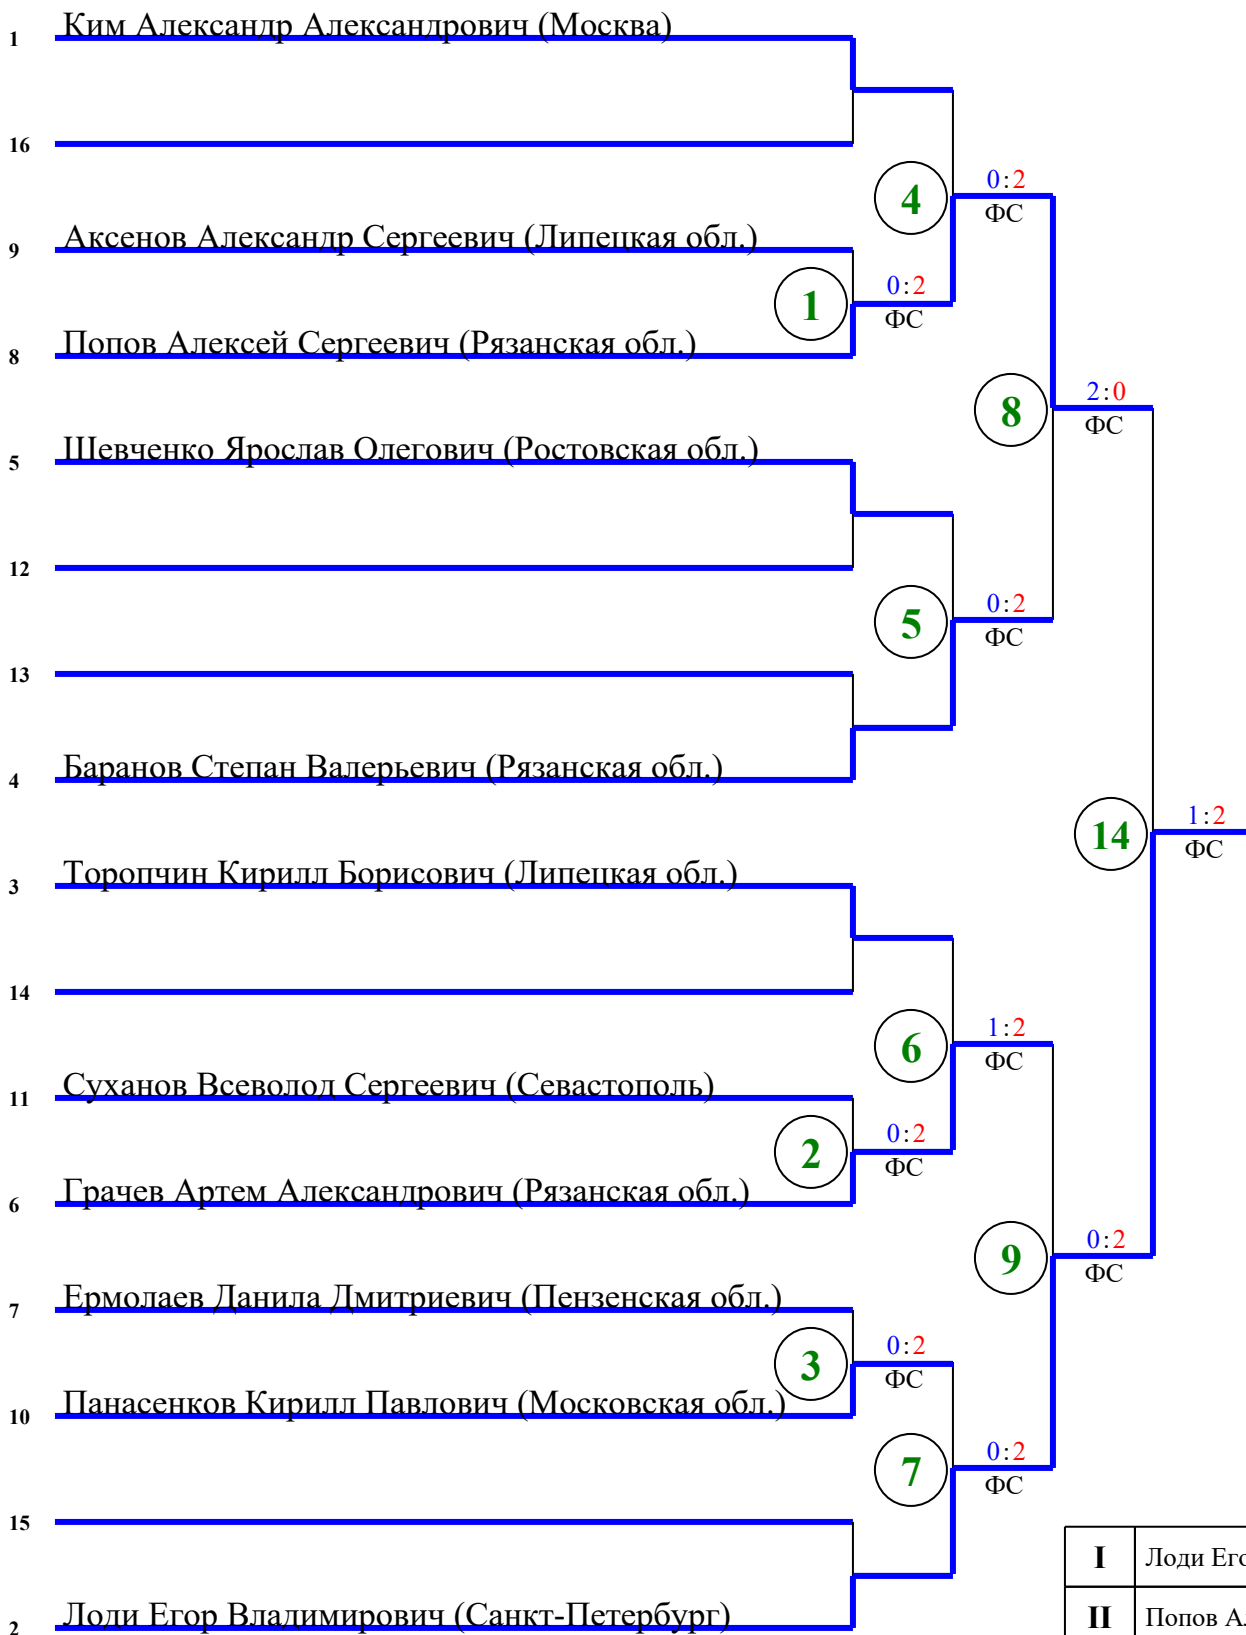 1 Ким Александр Александрович (Москва)
16
4 0:2
ФС
9 Аксенов Александр Сергеевич (Липецкая обл.)
1 0:2
ФС
8 Попов Алексей Сергеевич (Рязанская обл.)
8 2:0
ФС
5 Шевченко Ярослав Олегович (Ростовская обл.)
12
5 0:2
ФС
13
4 Баранов Степан Валерьевич (Рязанская обл.)
14 1:2
ФС
3 Торопчин Кирилл Борисович (Липецкая обл.)
14
6 1:2
ФС
11 Суханов Всеволод Сергеевич (Севастополь)
2 0:2
ФС
6 Грачев Артем Александрович (Рязанская обл.)
9 0:2
ФС
7 Ермолаев Данила Дмитриевич (Пензенская обл.)
3 0:2
ФС
10 Панасенков Кирилл Павлович (Московская обл.)
7 0:2
ФС
15
I Лоди Его
2 Лоди Егор Владимирович (Санкт-Петербург)
II Попов А